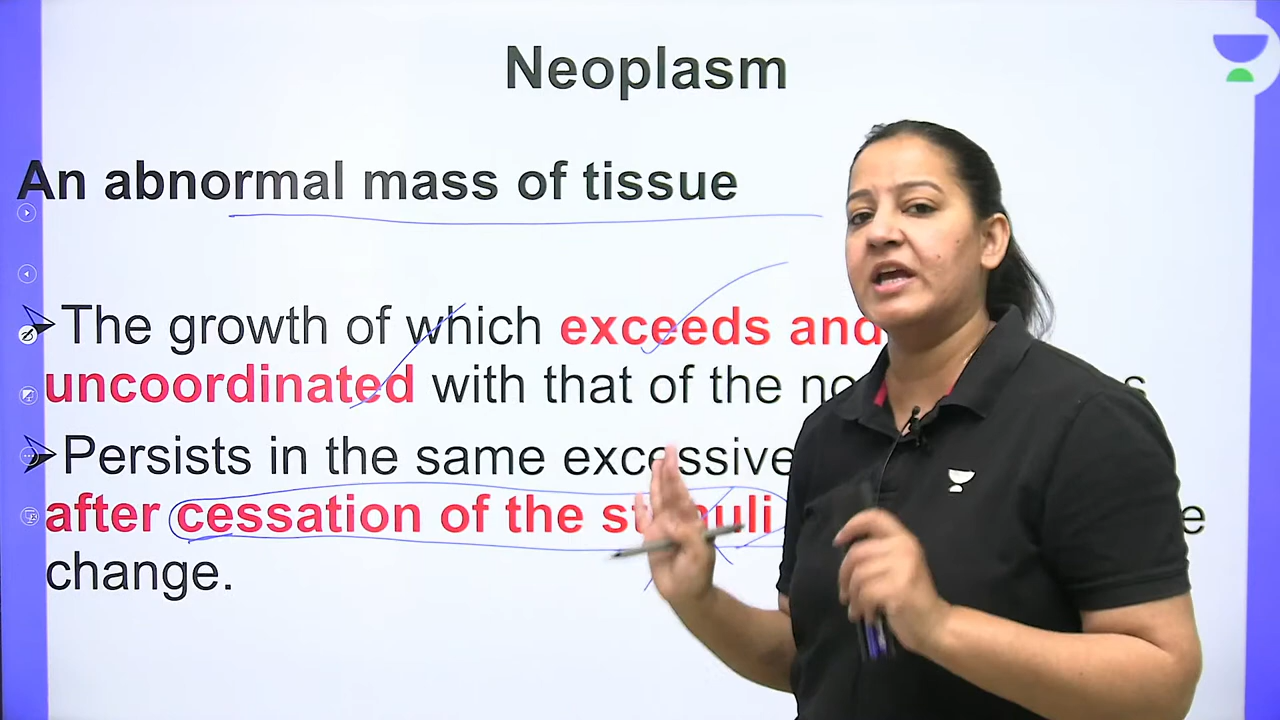 Neoplasm
An abnormal mass of tissue
The growth of which exceeds and
uncoordinated with that of the
Persists in the same excessive
after cessation of the stimuli
change.